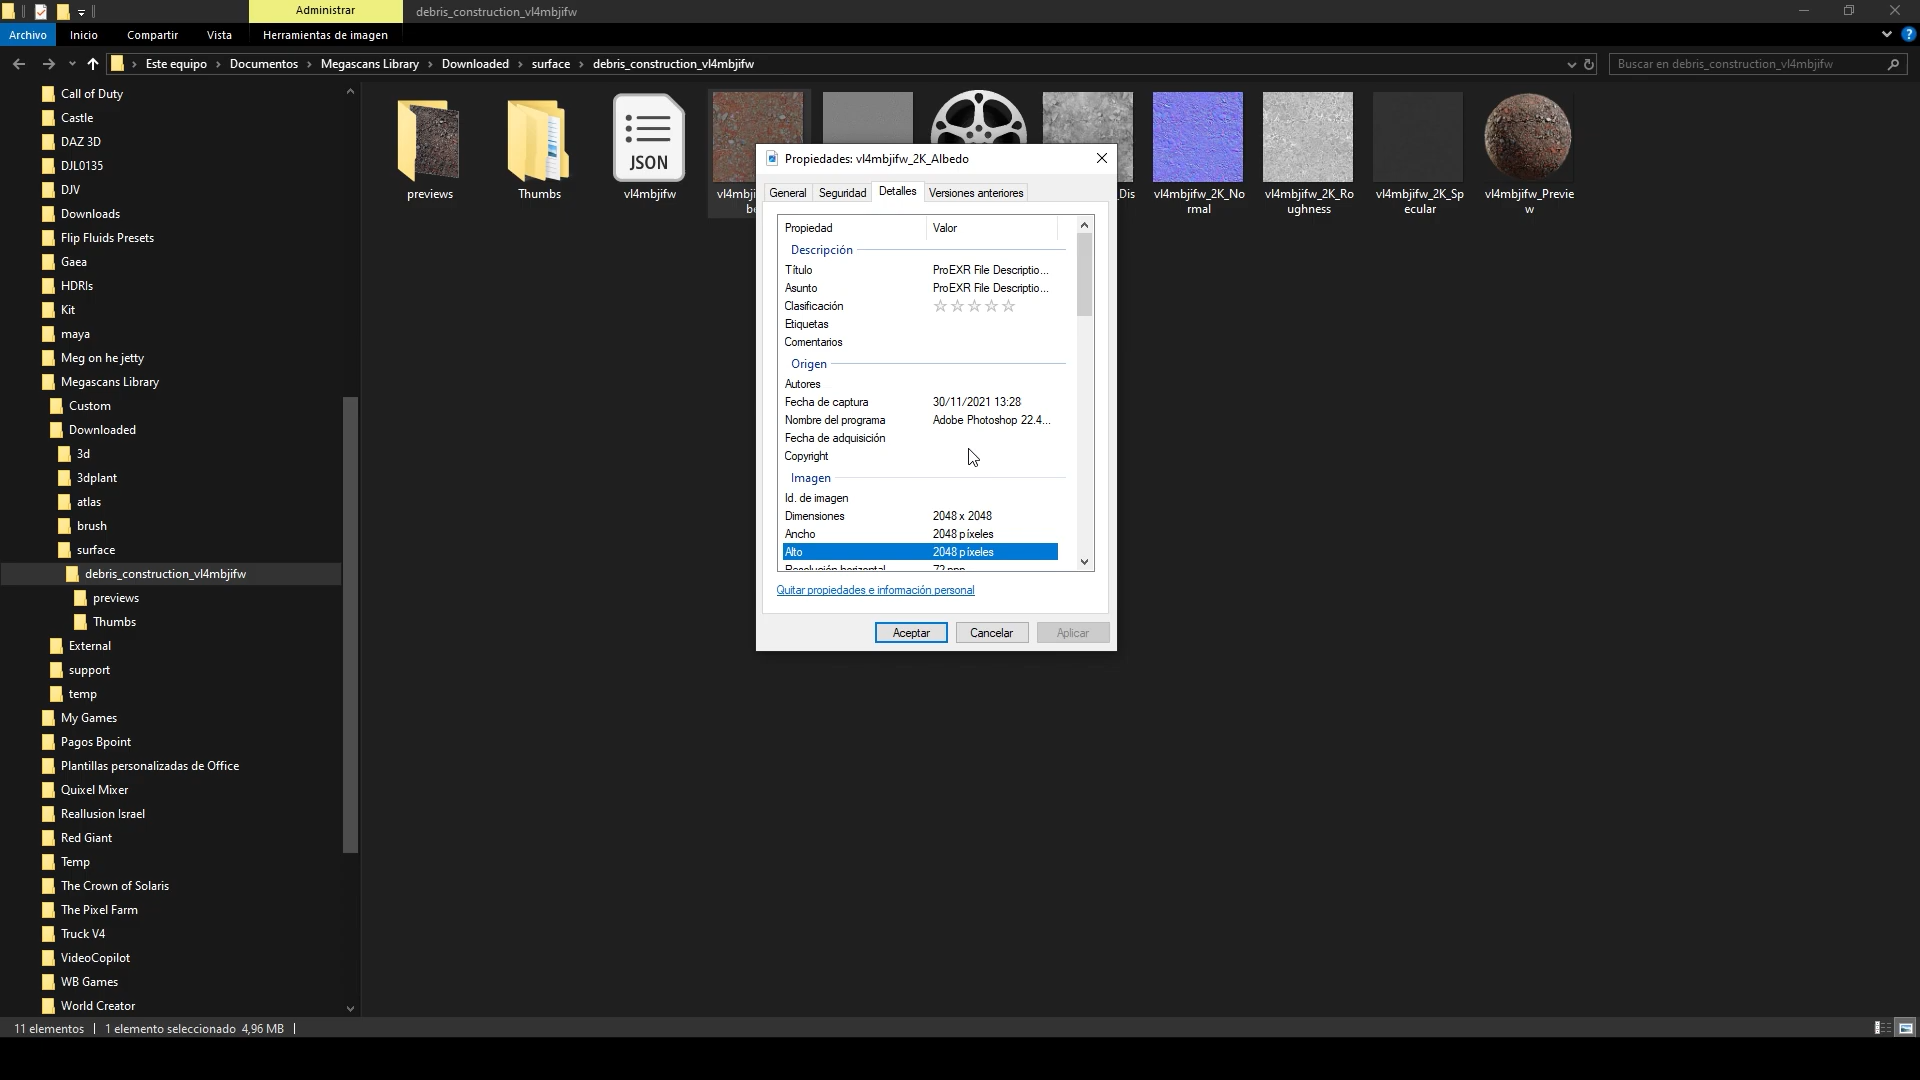 Administrar
debris_construction_vl4mbjifw
Archivo
Inicio
Compartir
Vista
Herramientas de imagen
Este equipo
Documentos
Megascans Library
Downloaded
surface
debris_construction_vl4mbjifw
Buscar en debris_construction_vl4mbjifw
Call of Duty
Castle
DAZ 3D
DJL0135
DJV
Downloads
Flip Fluids Presets
Gaea
HDRIs
Kit
maya
Meg on he jetty
Megascans Library
Custom
Downloaded
3d
3dplant
atlas
brush
surface
debris_construction_vl4mbjifw
previews
Thumbs
External
support
temp
My Games
Pagos Bpoint
Plantillas personalizadas de Office
Quixel Mixer
Reallusion Israel
Red Giant
Temp
The Crown of Solaris
The Pixel Farm
Truck V4
VideoCopilot
WB Games
World Creator
previews
Thumbs
JSON
vl4mbjifw
_Dis
vl4mbjifw_2K_No
rmal
vl4mbjifw_2K_Ro
ughness
vl4mbjifw_2K_Sp
ecular
vl4mbjifw_Previe
w
Propiedades: vl4mbjifw_2K_Albedo
General
Seguridad
Detalles
Versiones anteriores
Propiedad
Valor
Descripción
Título
ProEXR File Descriptio...
Asunto
ProEXR File Descriptio...
Clasificación
Etiquetas
Comentarios
Origen
Autores
Fecha de captura
30/11/2021 13:28
Nombre del programa
Adobe Photoshop 22.4...
Fecha de adquisición
Copyright
Imagen
Id. de imagen
Dimensiones
2048 x 2048
Ancho
2048 píxeles
Alto
2048 píxeles
Resolución horizontal
72 ppp
Quitar propiedades e información personal
Aceptar
Cancelar
Aplicar
11 elementos
1 elemento seleccionado 4,96 MB